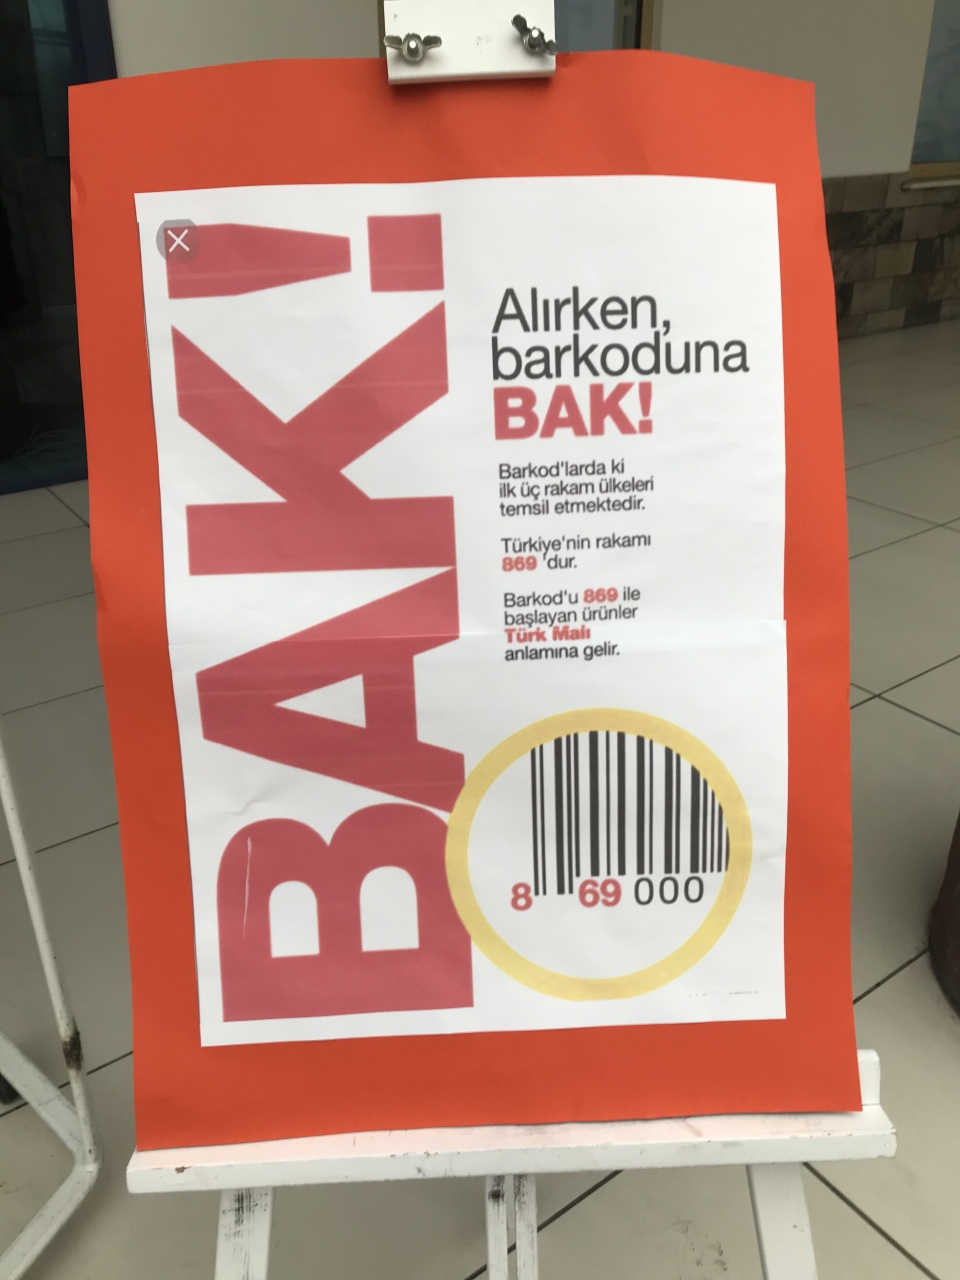 BAK!
Alırken,
barkoduna
BAK!
Barkod'larda ki
ilk üç rakam ülkeleri
temsil etmektedir.
Türkiye'nin rakamı
869 'dur.
Barkod'u 869 ile
başlayan ürünler
Türk Malı
anlamına gelir.
8 69 000